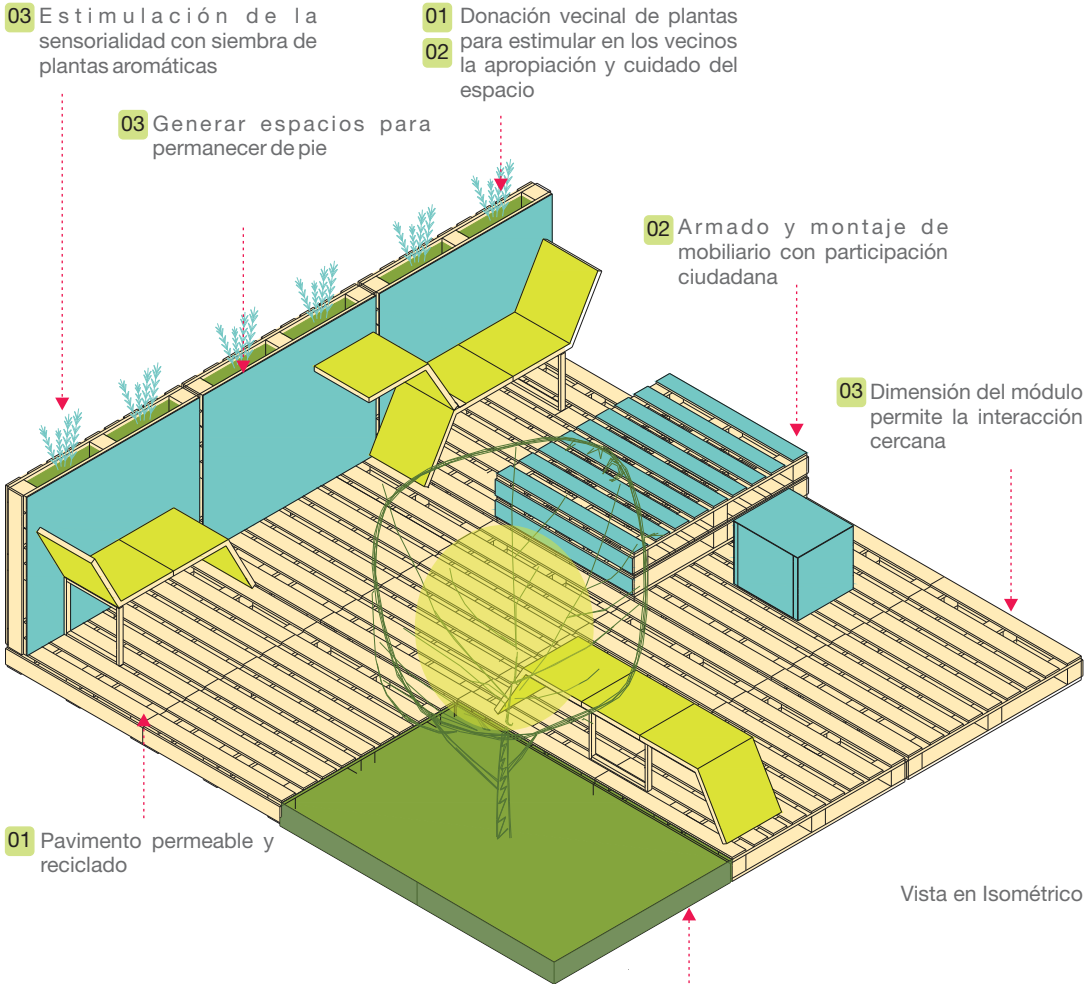 03 Estimulación de la
sensorialidad con siembra de
plantas aromáticas
01 Donación vecinal de plantas
02 para estimular en los vecinos
la apropiación y cuidado del
espacio
03 Generar espacios para
permanecer de pie
02 Armado y montaje de
mobiliario con participación
ciudadana
03 Dimensión del módulo
permite la interacción
cercana
01 Pavimento permeable y
reciclado
Vista en Isométrico